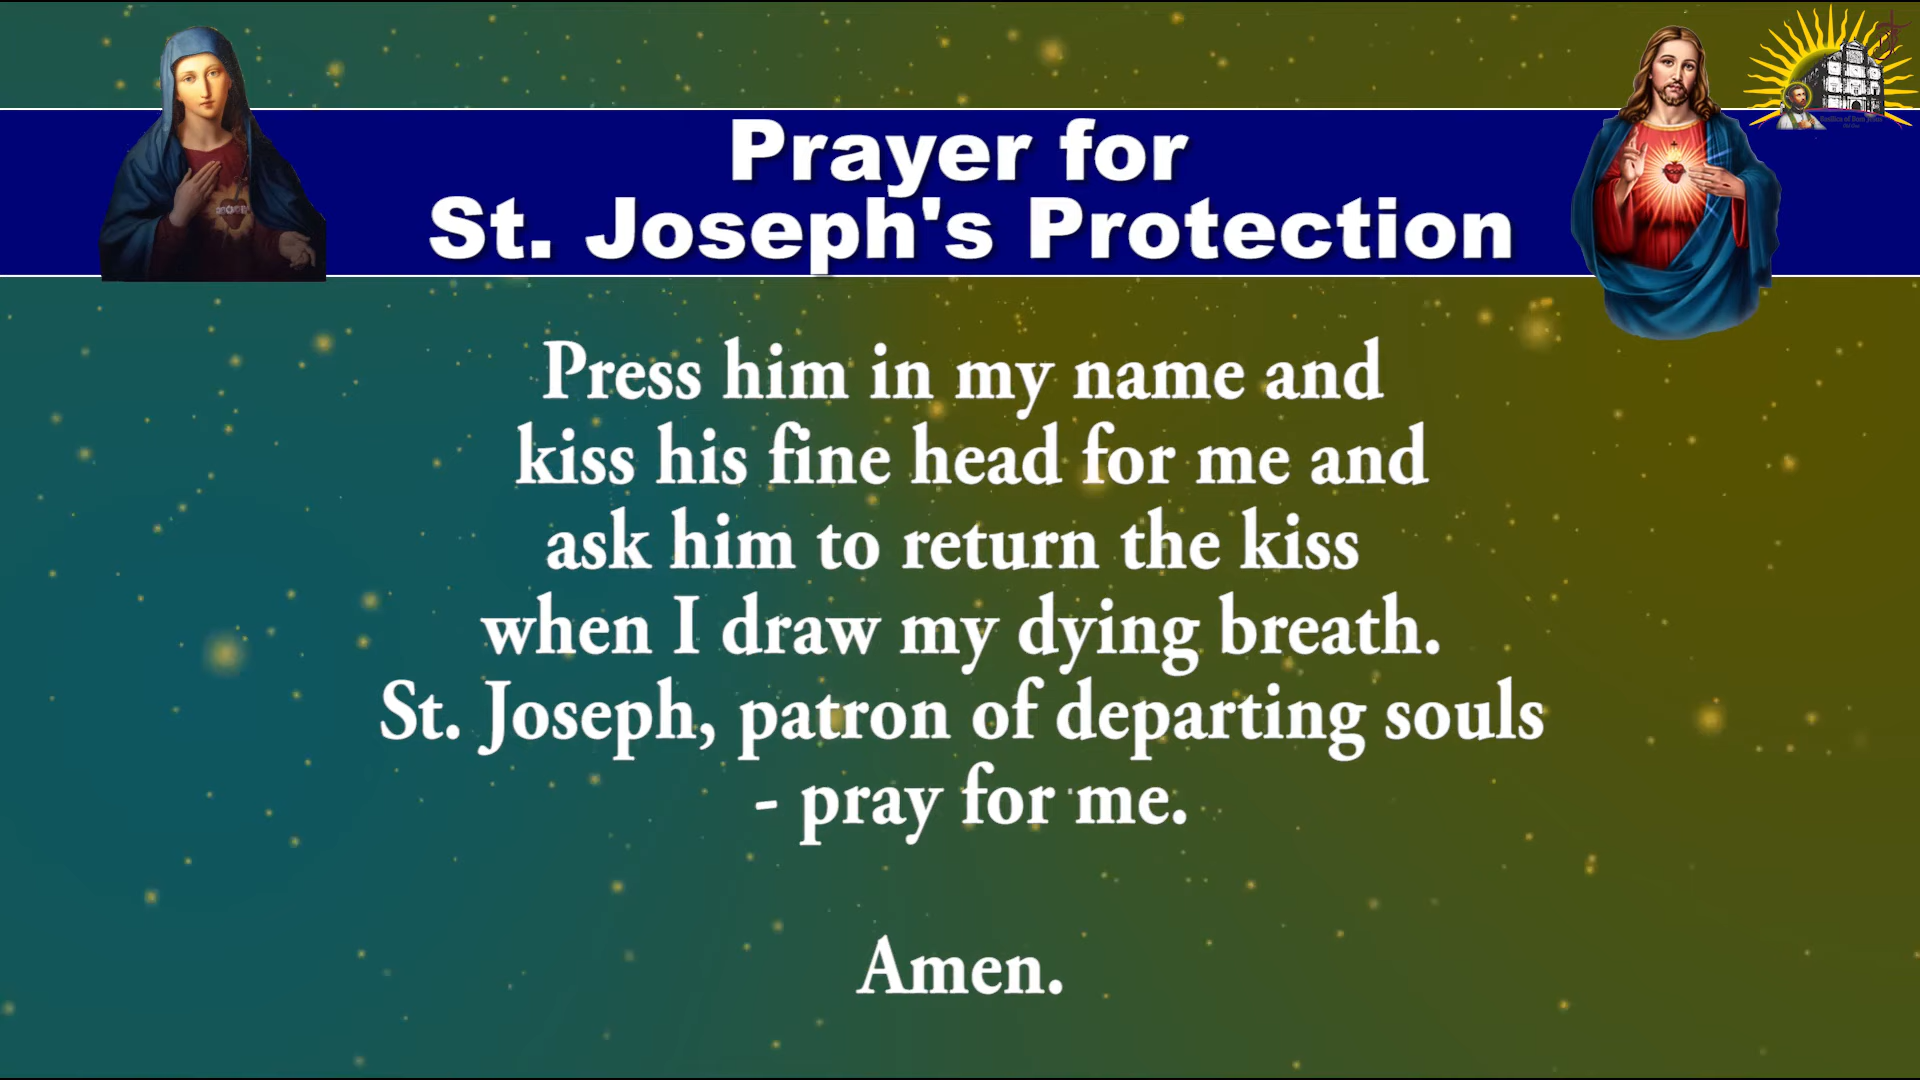 Prayer for
St. Joseph's Protection
Press him in my name and
kiss his fine head for me and
ask him to return the kiss
when I draw my dying breath.
St. Joseph, patron of departing souls
- pray for me.
Amen.